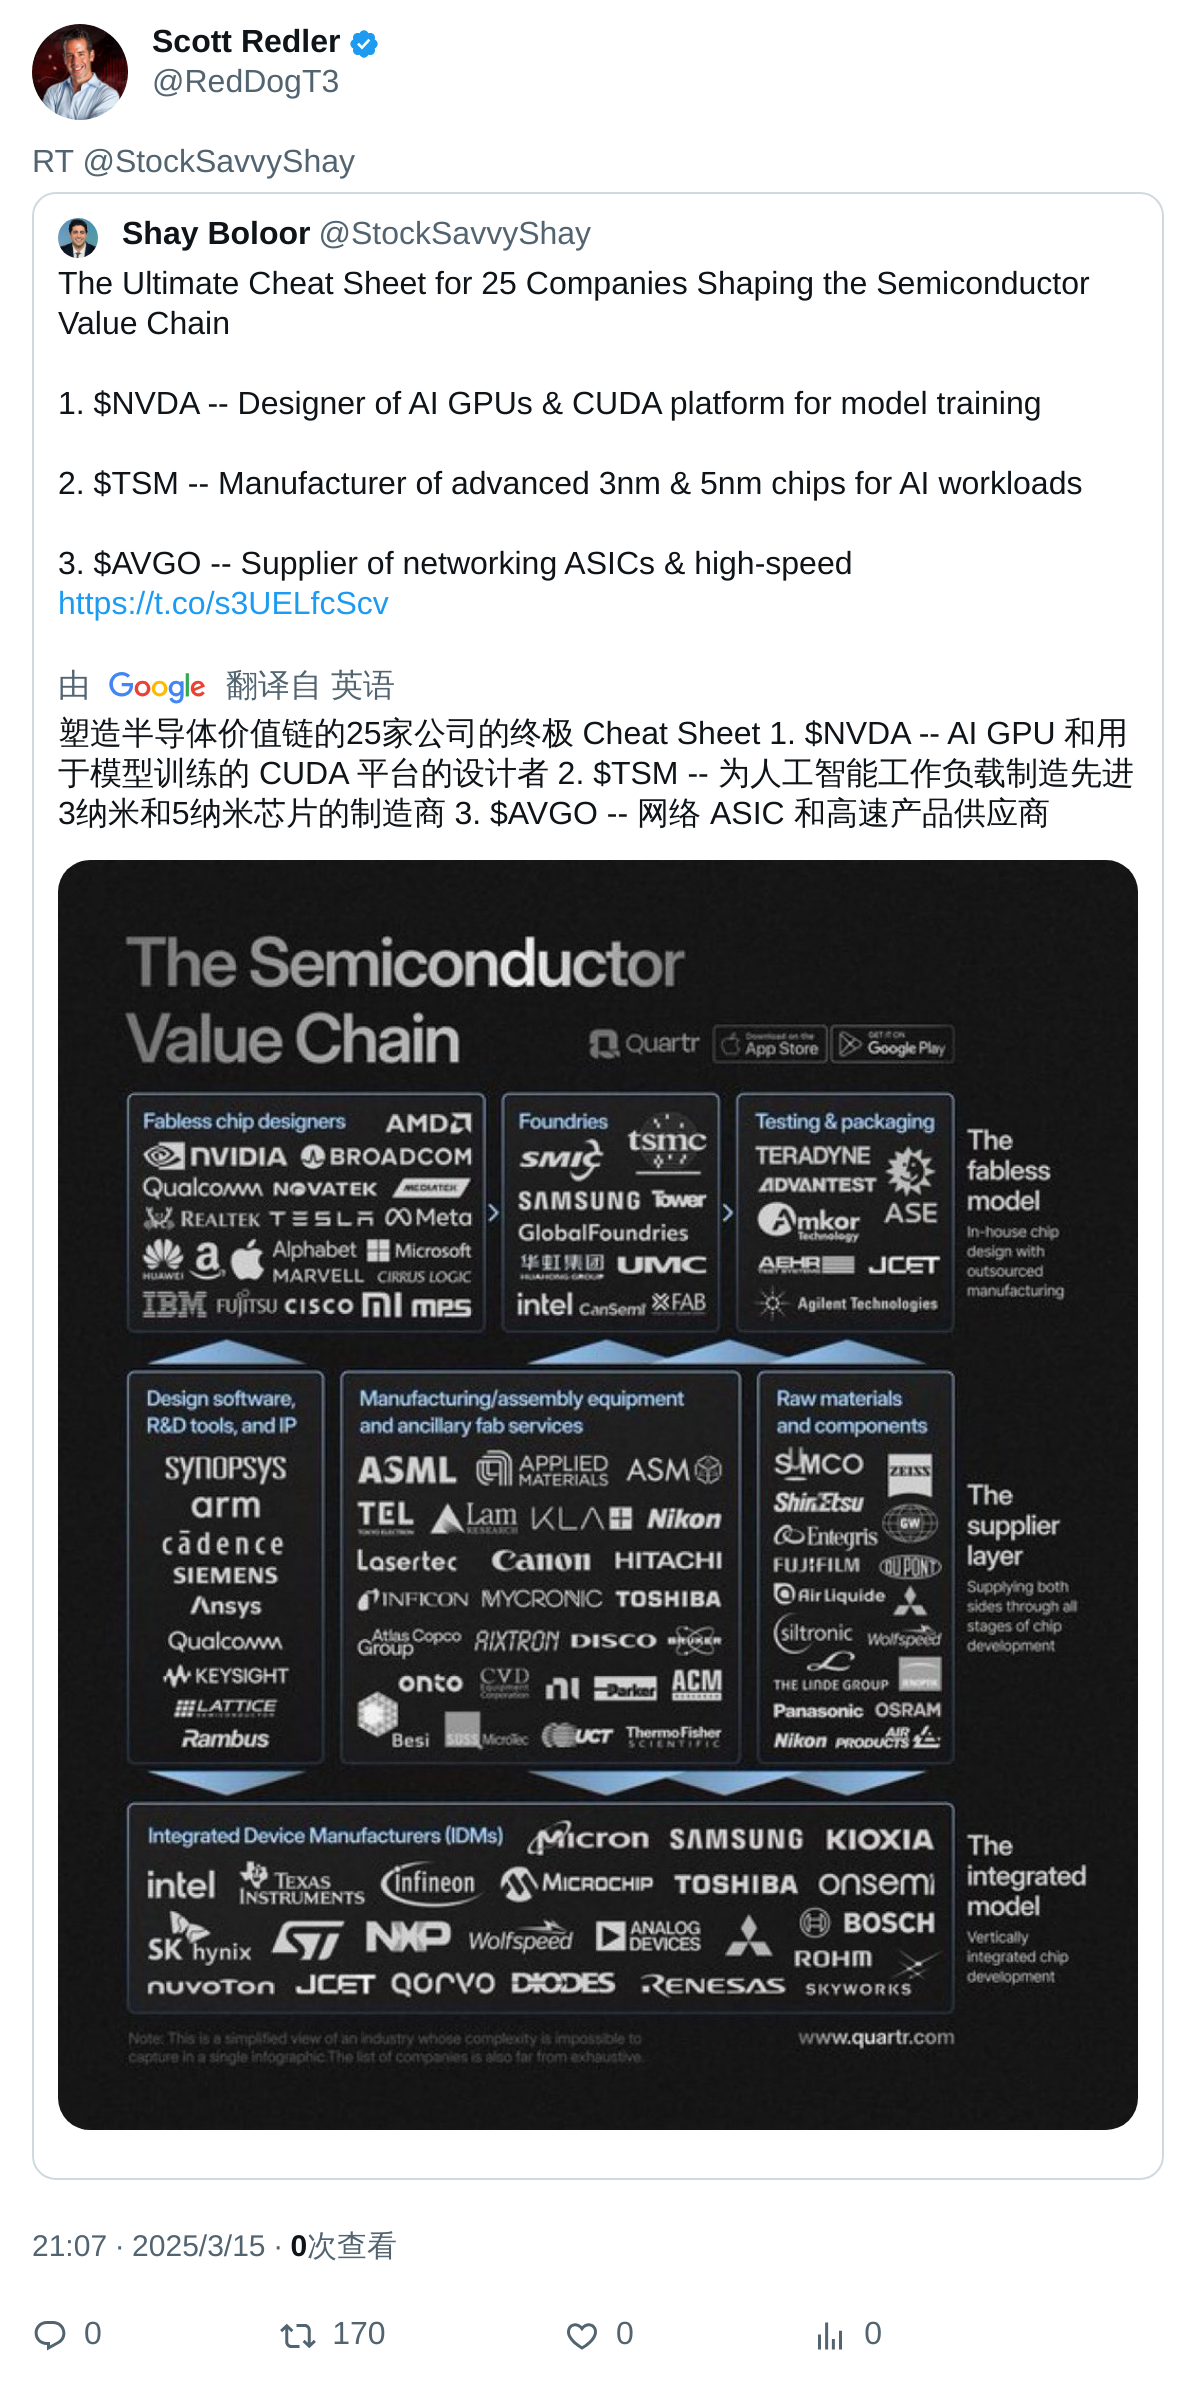 Scott Redler
@RedDogT3
RT @StockSavvyShay
Shay Boloor @StockSavvyShay
The Ultimate Cheat Sheet for 25 Companies Shaping the Semiconductor
Value Chain
1. $NVDA -- Designer of AI GPUs & CUDA platform for model training
2. $TSM -- Manufacturer of advanced 3nm & 5nm chips for AI workloads
3. $AVGO -- Supplier of networking ASICs & high-speed
https://t.co/s3UELfcScv
由 Google 翻译自 英语
塑造半导体价值链的25家公司的终极 Cheat Sheet 1. $NVDA -- AI GPU 和用
于模型训练的 CUDA 平台的设计者 2. $TSM -- 为人工智能工作负载制造先进
3纳米和5纳米芯片的制造商 3. $AVGO -- 网络 ASIC 和高速产品供应商
The Semiconductor
Value Chain
Quartr
Download on the
App Store
GET IT ON
Google Play
Fabless chip designers AMD
NVIDIA BROADCOM
Qualcomm NOVATEK MEDIATEK
REALTEK TESLA Meta
HUAWEI a Alphabet Microsoft
MARVELL CIRRUS LOGIC
IBM FUJITSU CISCO MI mps
Foundries
tsmc
SMIC
SAMSUNG Tower
GlobalFoundries
华虹集团 UMC
HUAHONG GROUP
intel CanSemi XFAB
Testing & packaging
TERADYNE
ADVANTEST
Amkor Technology ASE
AEHR TEST SYSTEMS JCET
Agilent Technologies
The
fabless
model
In-house chip
design with
outsourced
manufacturing
Design software,
R&D tools, and IP
SYNOPSYS
arm
cādence
SIEMENS
Ansys
Qualcomm
KEYSIGHT
LATTICE
SEMICONDUCTOR
Rambus
Manufacturing/assembly equipment
and ancillary fab services
ASML APPLIED MATERIALS ASM
TEL TOKYO ELECTRON Lam RESEARCH KLA Nikon
Lasertec Canon HITACHI
INFICON MYCRONIC TOSHIBA
Atlas Copco Group AIXTRON DISCO BRUKER
onto CVD Equipment Corporation ni Parker ACM RESEARCH
Besi SUSS MicroTec UCT ThermoFisher SCIENTIFIC
Raw materials
and components
SUMCO ZEISS
ShinEtsu
Entegris GW
FUJIFILM DUPONT
Air Liquide
siltronic Wolfspeed
THE LINDE GROUP JENOPTIK
Panasonic OSRAM
Nikon AIR PRODUCTS
The
supplier
layer
Supplying both
sides through all
stages of chip
development
Integrated Device Manufacturers (IDMs) Micron SAMSUNG KIOXIA
intel TEXAS INSTRUMENTS infineon MICROCHIP TOSHIBA onsemi
SK hynix ST NXP Wolfspeed ANALOG DEVICES BOSCH
ROHM
nuvoTon JCET QORVO DIODES RENESAS SKYWORKS
The
integrated
model
Vertically
integrated chip
development
Note: This is a simplified view of an industry whose complexity is impossible to
capture in a single infographic.The list of companies is also far from exhaustive.
www.quartr.com
21:07 · 2025/3/15 · 0次查看
0 170 0 0